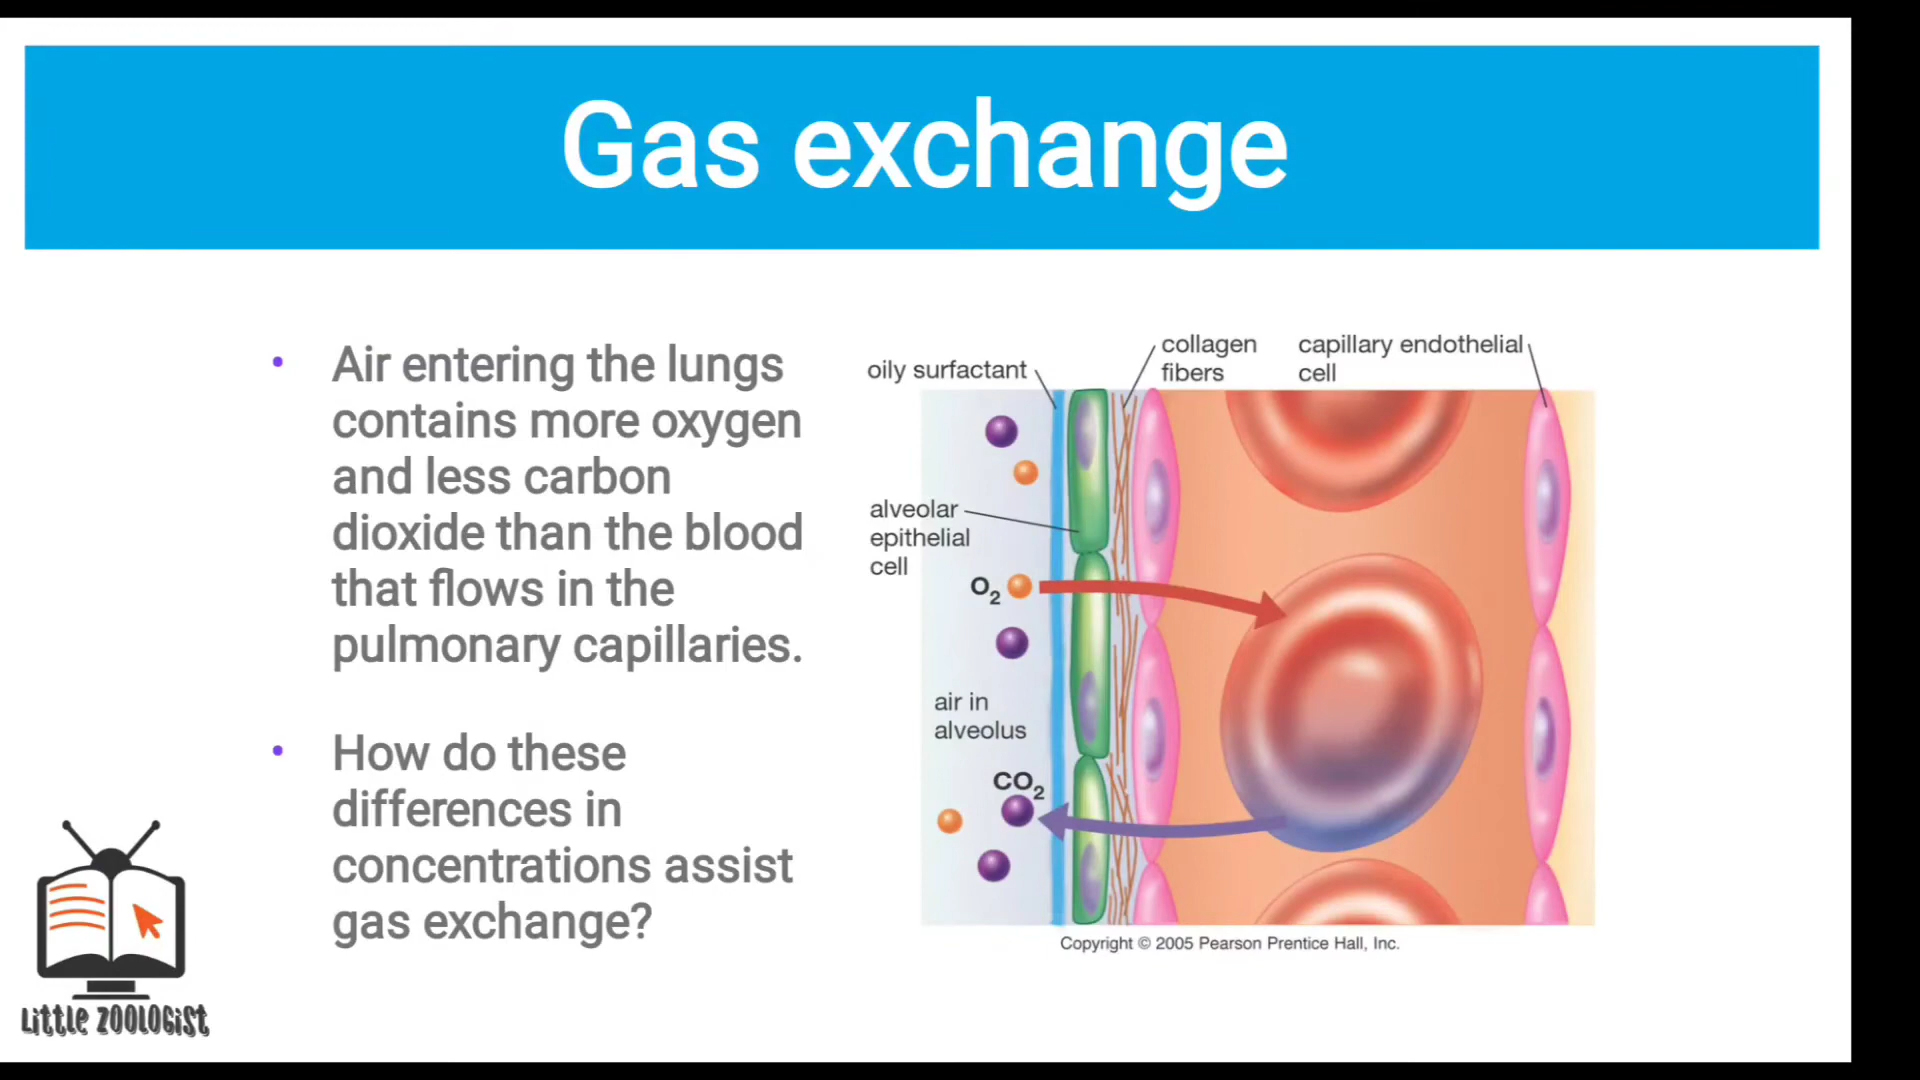 Gas exchange
• Air entering the lungs
contains more oxygen
and less carbon
dioxide than the blood
that flows in the
pulmonary capillaries.
• How do these
differences in
concentrations assist
gas exchange?
oily surfactant
collagen
fibers
capillary endothelial
cell
alveolar
epithelial
cell
O₂
air in
alveolus
CO₂
Copyright © 2005 Pearson Prentice Hall, Inc.
Little Zoologist